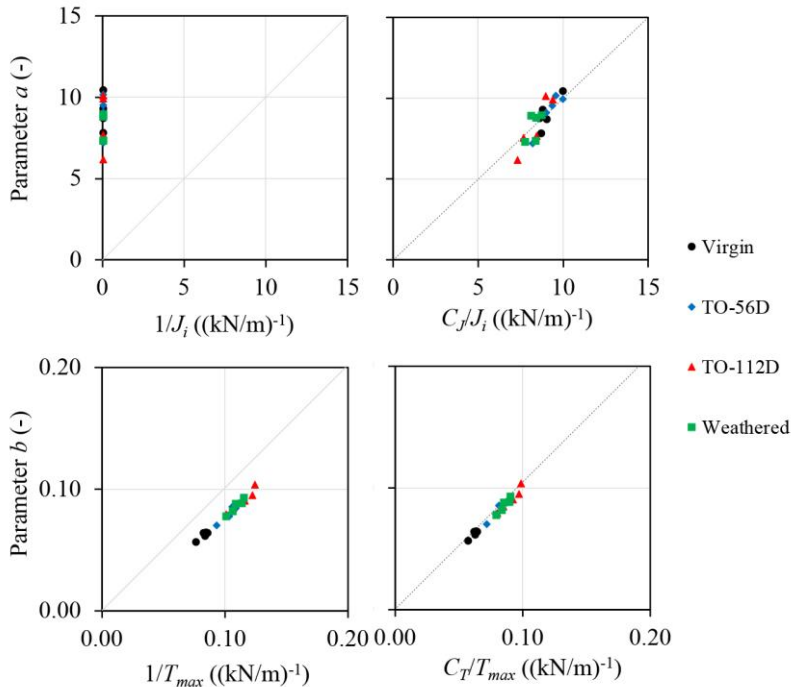 15
10
5
0
Parameter a (-)
0
5
10
15
1/Ji ((kN/m)-1)
0
5
10
15
CJ/Ji ((kN/m)-1)
Virgin
TO-56D
TO-112D
Weathered
0.20
0.10
0.00
Parameter b (-)
0.00
0.10
0.20
1/Tmax ((kN/m)-1)
0.00
0.10
0.20
CT/Tmax ((kN/m)-1)